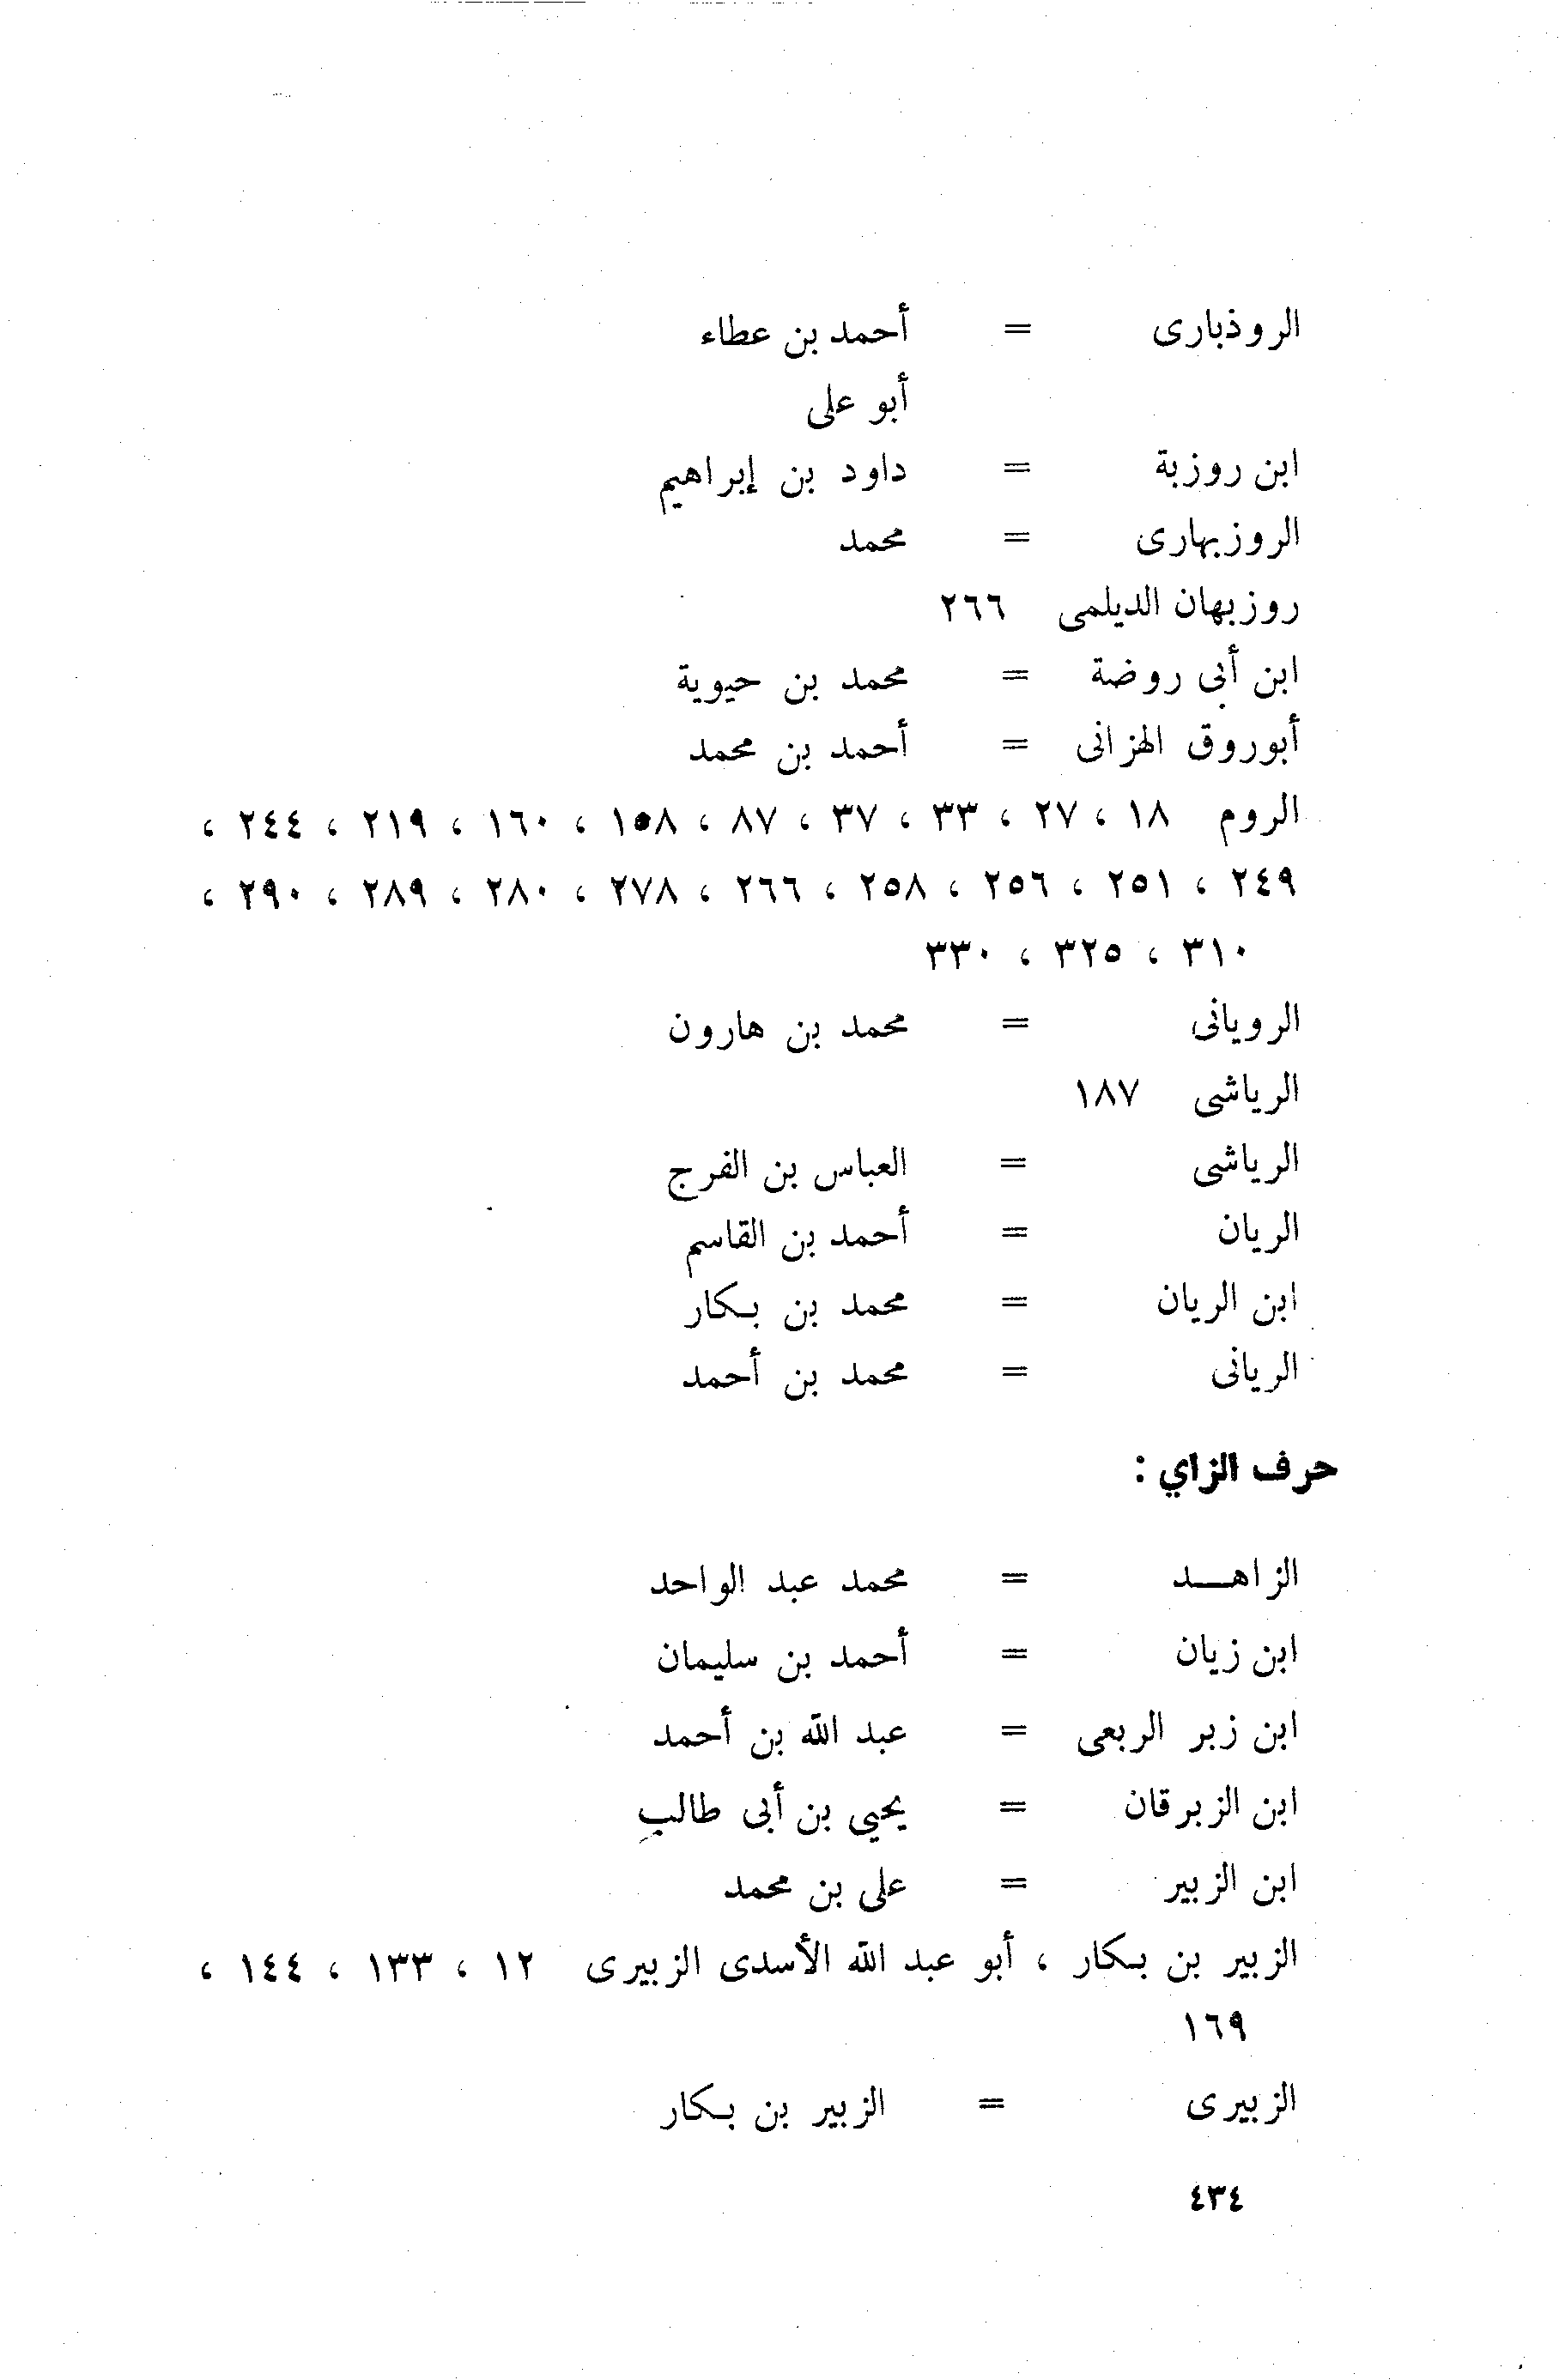 الروذبارى = أحمد بن عطاء
أبو على
ابن روزبة = داود بن إبراهيم
الروزبهارى = محمد
روزبهان الديلمى ٢٦٦
ابن أبى روضة = محمد بن حيوية
أبوروق الهزانى = أحمد بن محمد
الروم ١٨ ، ٢٧ ، ٣٣ ، ٣٧ ، ٨٧ ، ١٥٨ ، ١٦٠ ، ٢١٩ ، ٢٤٤ ،
٢٤٩ ، ٢٥١ ، ٢٥٦ ، ٢٥٨ ، ٢٦٦ ، ٢٧٨ ، ٢٨٠ ، ٢٨٩ ، ٢٩٠ ،
٣١٠ ، ٣٢٥ ، ٣٣٠
الرويانى = محمد بن هارون
الرياشى ١٨٧
الرياشى = العباس بن الفرج
الريان = أحمد بن القاسم
ابن الريان = محمد بن بكار
الريانى = محمد بن أحمد
حرف الزاي :
الزاهـــد = محمد عبد الواحد
ابن زيان = أحمد بن سليمان
ابن زبر الربعى = عبد الله بن أحمد
ابن الزبرقان = يحيى بن أبى طالب
ابن الزبير = على بن محمد
الزبير بن بكار ، أبو عبد الله الأسدى الزبيرى ١٢ ، ١٣٣ ، ١٤٤ ،
١٦٩
الزبيرى = الزبير بن بكار
٤٣٤